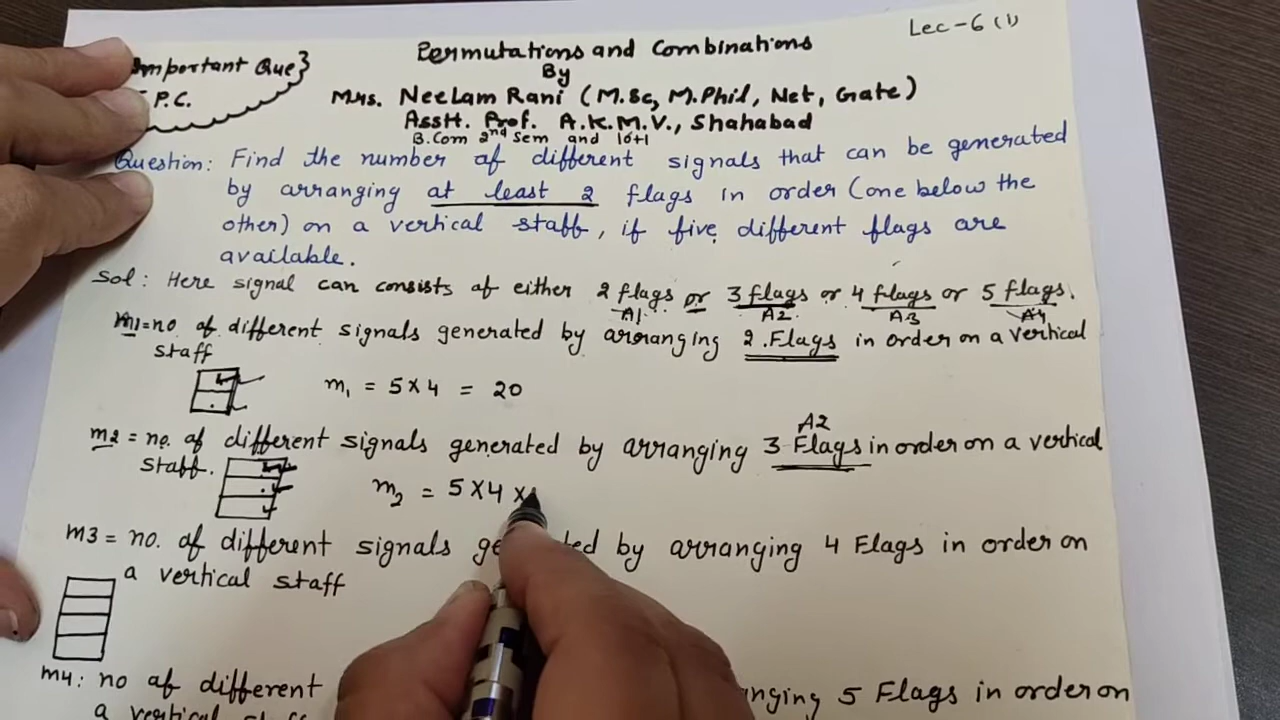 Lec-6 (1)
Important Que }
P.C.
Permutations and Combinations
By
Mrs. Neelam Rani (M.Sc, M.Phil, Net, Gate)
Asstt. Prof. A.K.M.V., Shahabad
B.Com 2nd Sem and 10+1
Question: Find the number of different signals that can be generated
by arranging at least 2 flags in order (one below the
other) on a vertical staff, if five different flags are
available.
Sol: Here signal can consists of either 2 flags or 3 flags or 4 flags or 5 flags.
A1 A2 A3 A4
m1 = no of different signals generated by arranging 2 Flags in order on a vertical
staff
m1 = 5×4 = 20
A2
m2 = no. of different signals generated by arranging 3 Flags in order on a vertical
staff.
m2 = 5×4×
m3 = no. of different signals by arranging 4 Flags in order on
a vertical staff
m4: no of different 5 Flags in order on
a vertical